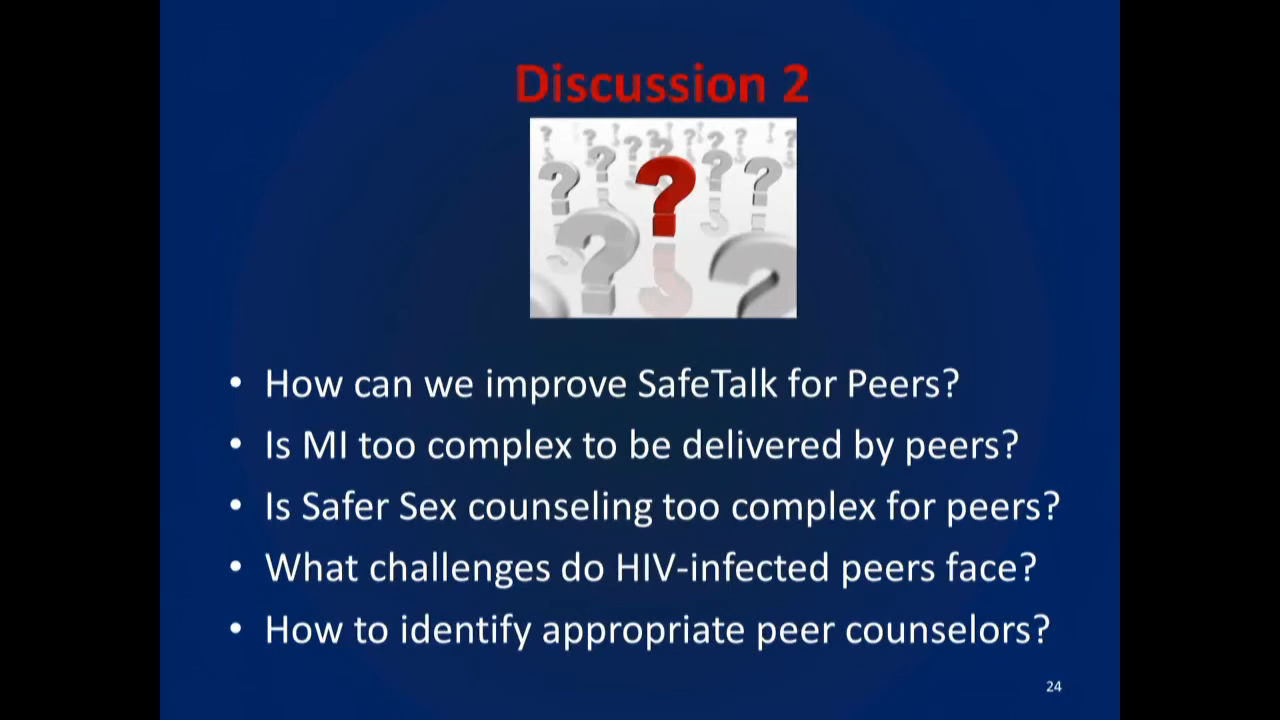 Discussion 2
• How can we improve SafeTalk for Peers?
• Is MI too complex to be delivered by peers?
• Is Safer Sex counseling too complex for peers?
• What challenges do HIV-infected peers face?
• How to identify appropriate peer counselors?
24